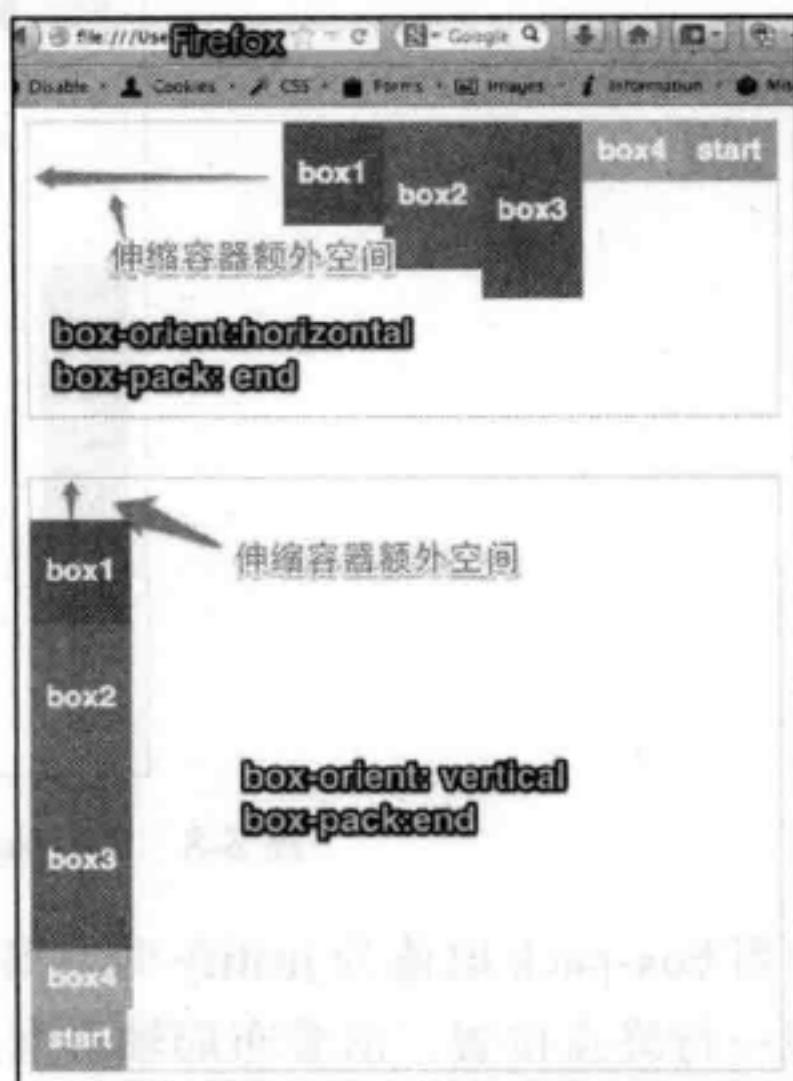 file:///Use
Firefox
Google
Disable Cookies CSS Forms Images Information Mis
box1
box2
box3
box4 start
伸缩容器额外空间
box-orient:horizontal
box-pack: end
伸缩容器额外空间
box1
box2
box-orient: vertical
box-pack:end
box3
box4
start